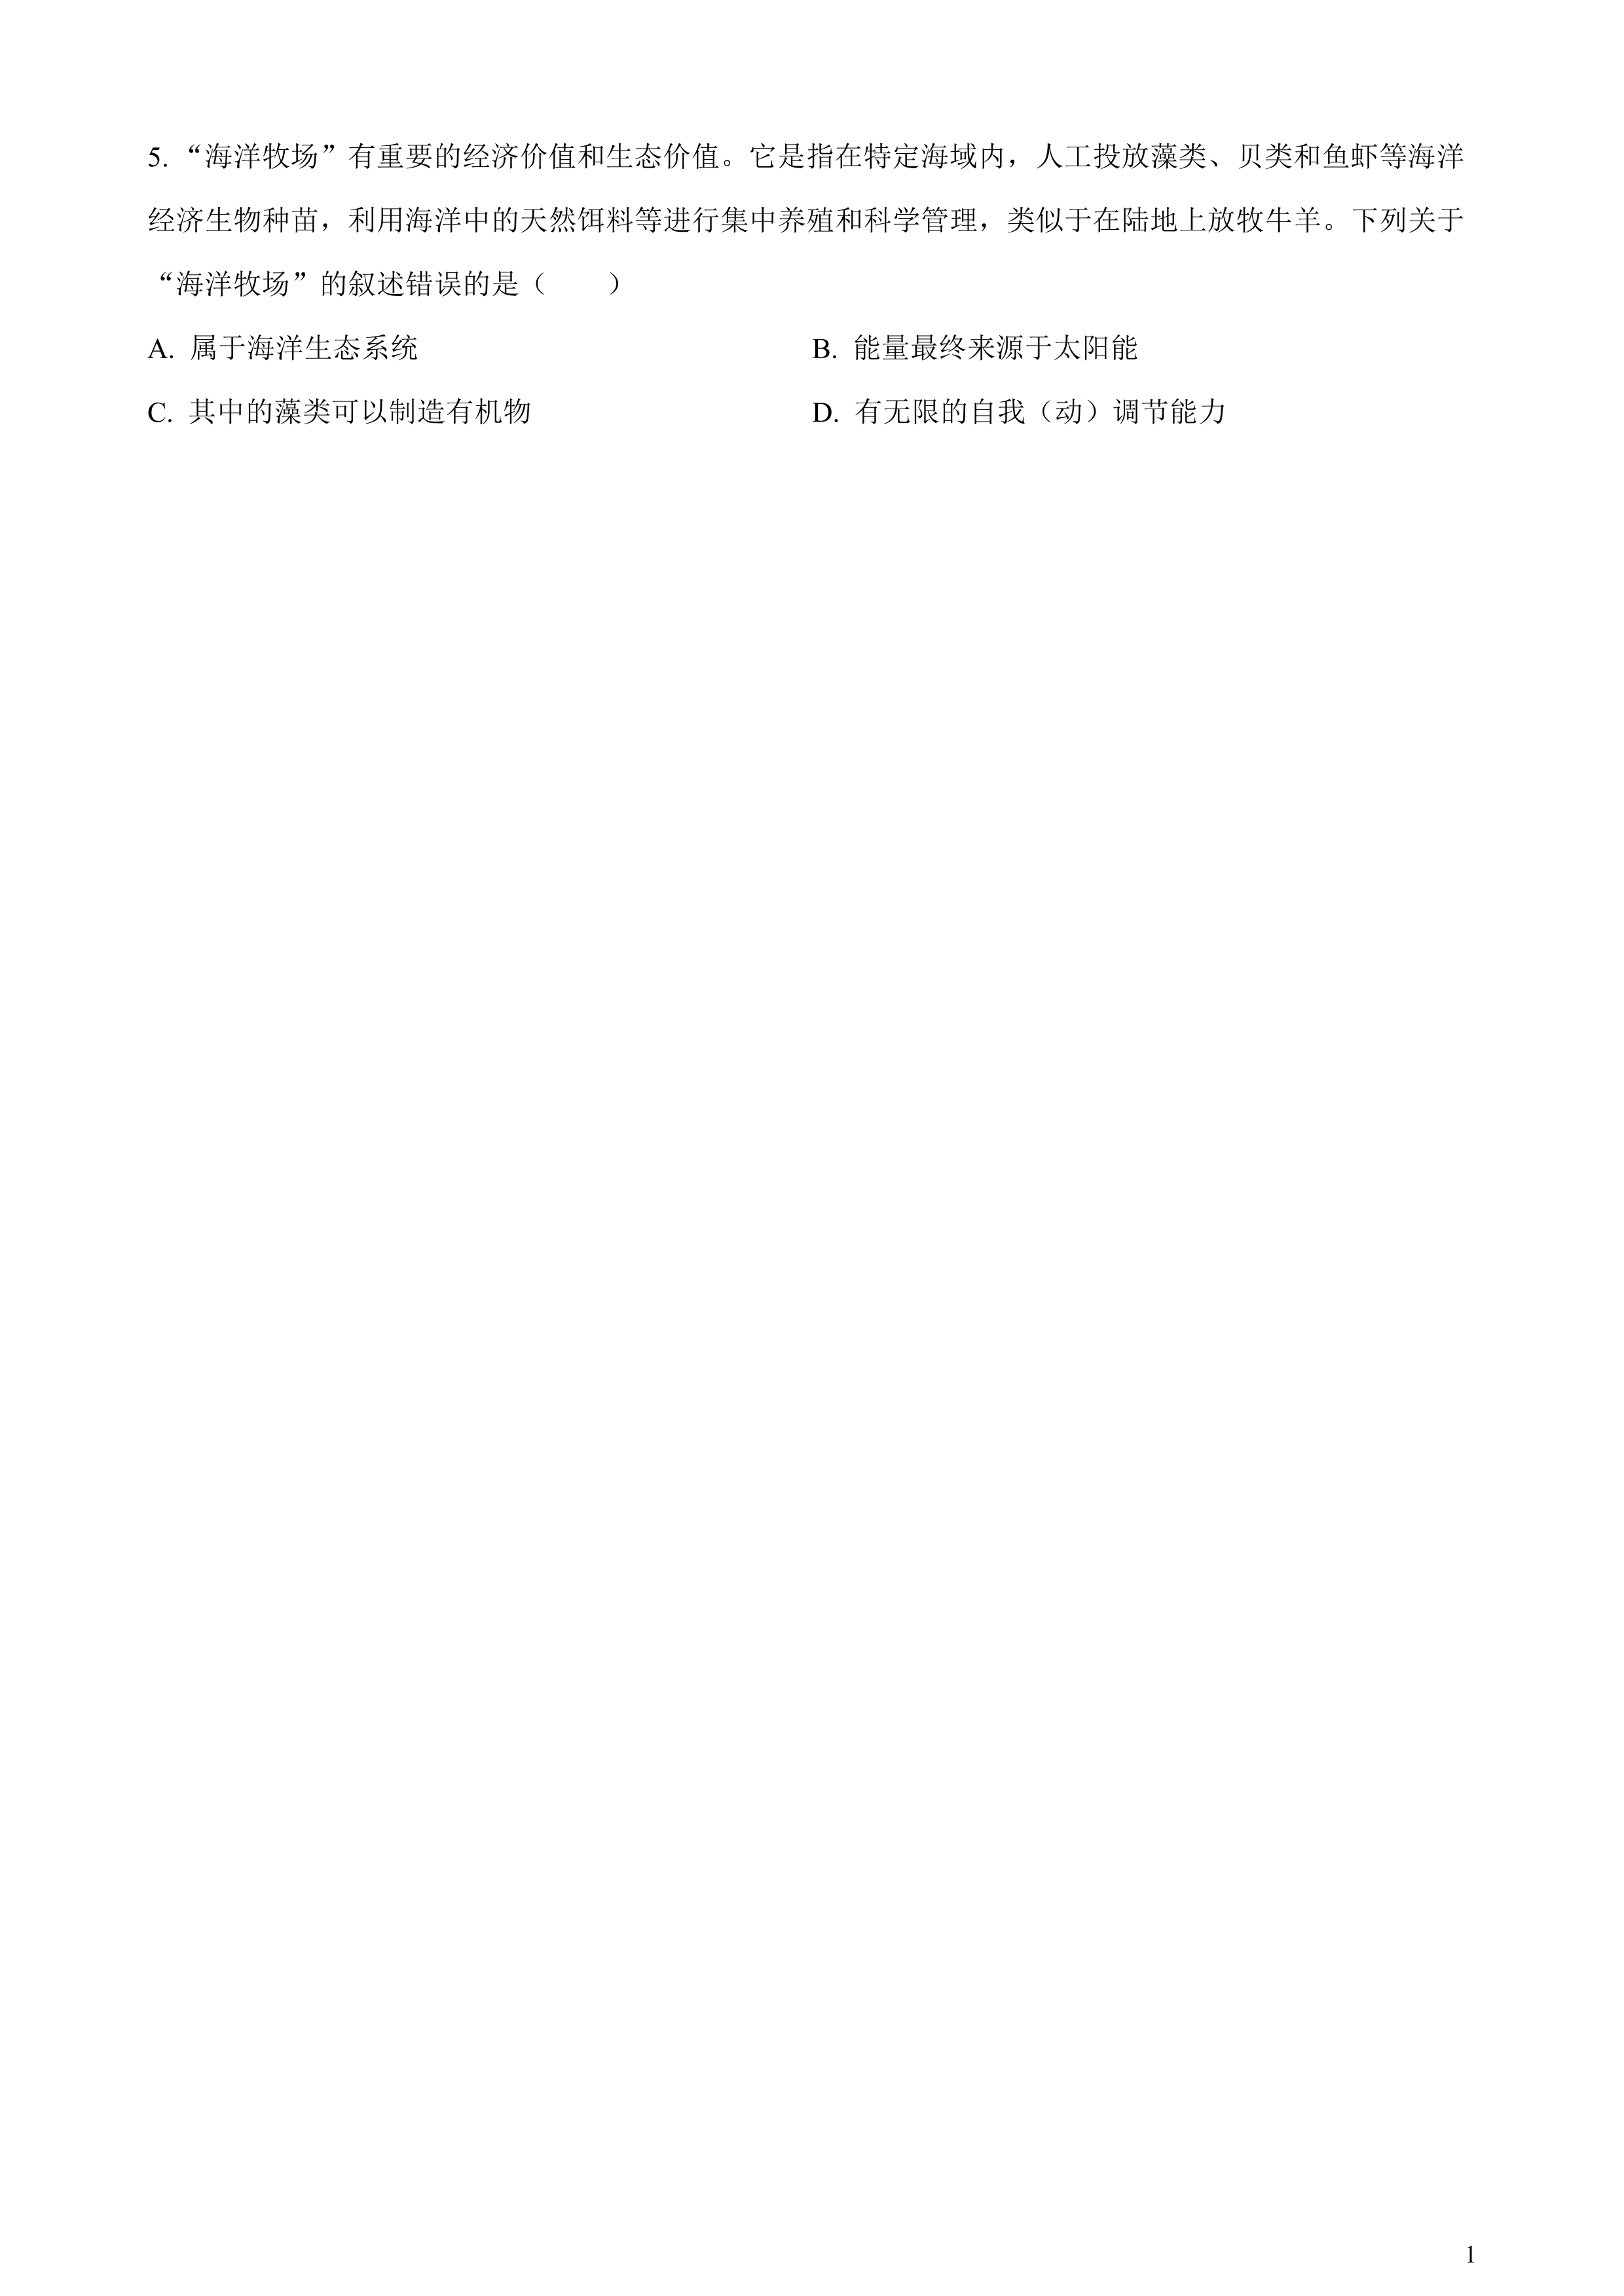 5. “海洋牧场”有重要的经济价值和生态价值。它是指在特定海域内，人工投放藻类、贝类和鱼虾等海洋
经济生物种苗，利用海洋中的天然饵料等进行集中养殖和科学管理，类似于在陆地上放牧牛羊。下列关于
“海洋牧场”的叙述错误的是（　　）
A. 属于海洋生态系统　　B. 能量最终来源于太阳能
C. 其中的藻类可以制造有机物　　D. 有无限的自我（动）调节能力
1